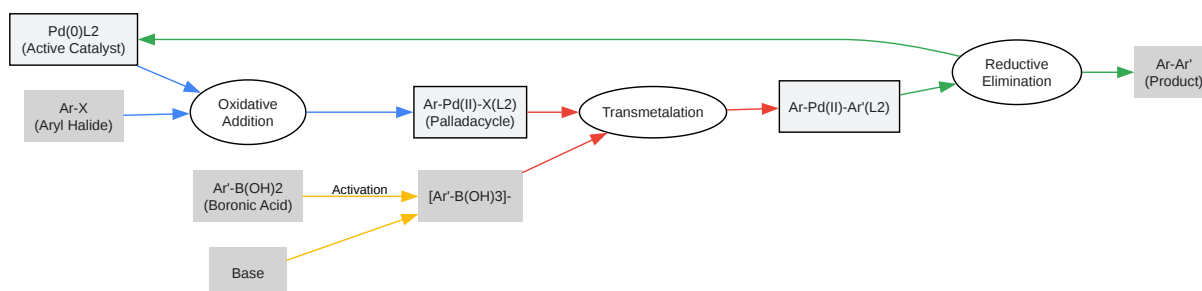 Pd(0)L2
(Active Catalyst)
Ar-X
(Aryl Halide)
Oxidative
Addition
Ar-Pd(II)-X(L2)
(Palladacycle)
Transmetalation
Ar-Pd(II)-Ar'(L2)
Reductive
Elimination
Ar-Ar'
(Product)
Ar'-B(OH)2
(Boronic Acid)
Activation
[Ar'-B(OH)3]-
Base